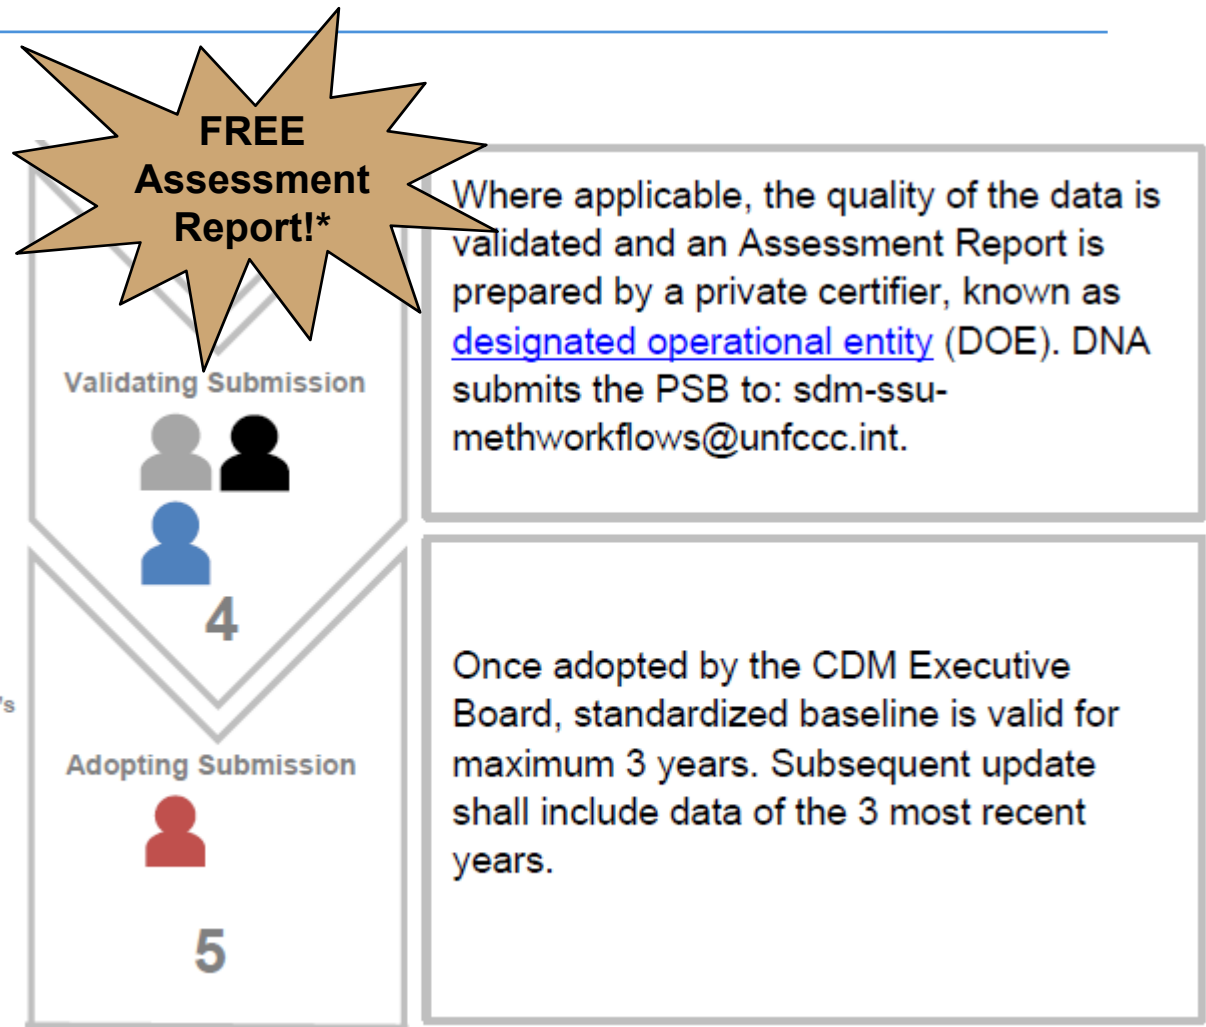 FREE
Assessment
Report!*
Where applicable, the quality of the data is
validated and an Assessment Report is
prepared by a private certifier, known as
designated operational entity (DOE). DNA
submits the PSB to: sdm-ssu-
methworkflows@unfccc.int.
Validating Submission
4
Once adopted by the CDM Executive
Board, standardized baseline is valid for
maximum 3 years. Subsequent update
shall include data of the 3 most recent
years.
's
Adopting Submission
5